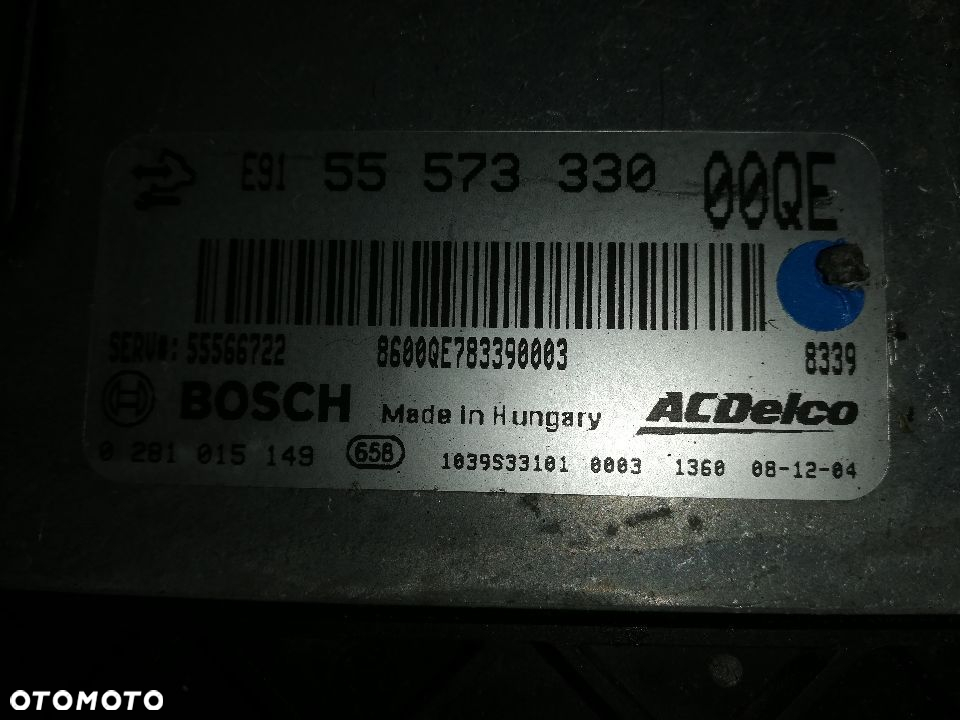 E91 55 573 330 00QE
SERV#: 55566722 8600QE783390003 8339
BOSCH Made in Hungary ACDelco
0 281 015 149 658 1039S33101 0003 1360 08-12-04
OTOMOTO